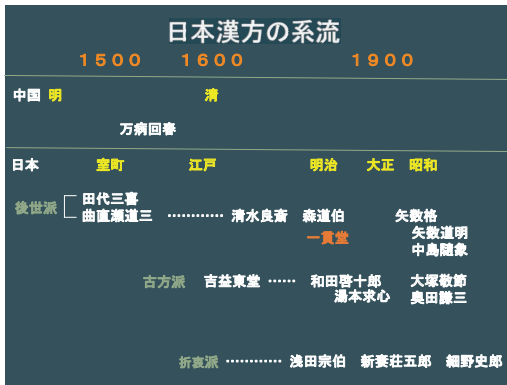 日本漢方の系流
1500 1600 1900
中国 明 清
万病回春
日本 室町 江戸 明治 大正 昭和
後世派 田代三喜
曲直瀬道三 ………… 清水良斎 森道伯 矢数格
一貫堂 矢数道明
中島随象
古方派 吉益東堂 …… 和田啓十郎 大塚敬節
湯本求心 奥田謙三
折衷派 ………… 浅田宗伯 新妻荘五郎 細野史郎